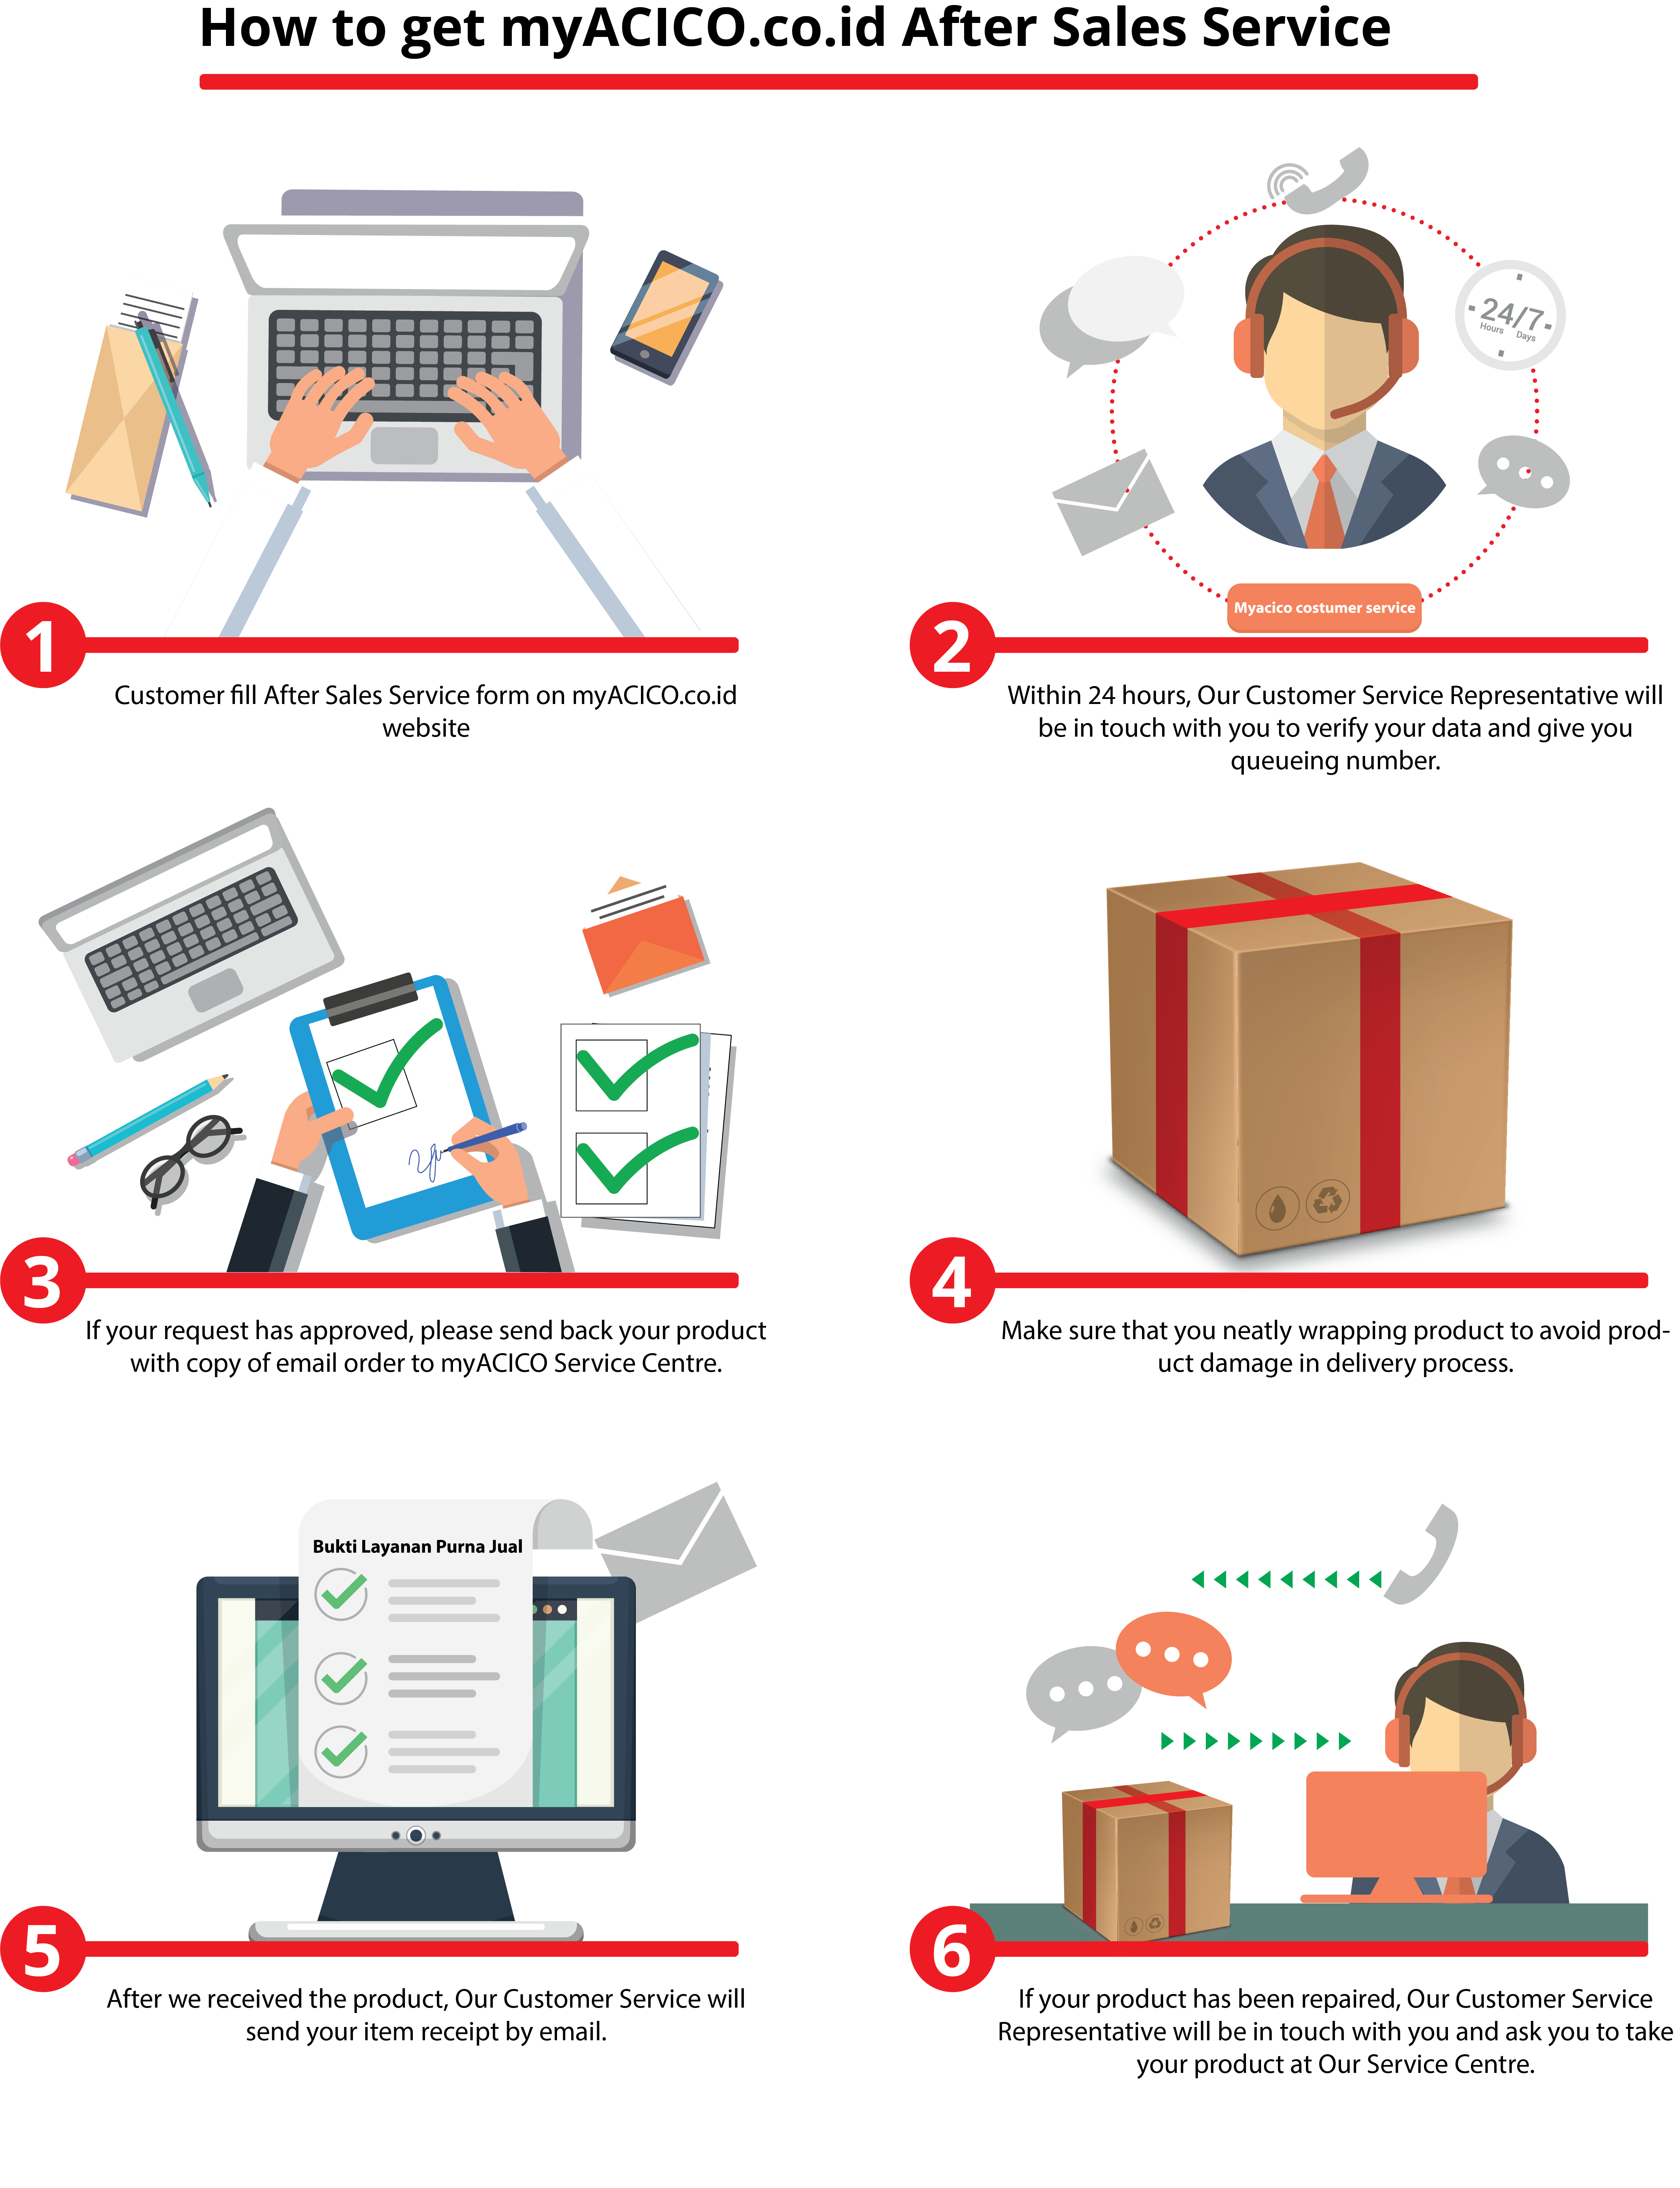 How to get myACICO.co.id After Sales Service
24/7
Hours Days
Myacico costumer service
1
Customer fill After Sales Service form on myACICO.co.id
website
2
Within 24 hours, Our Customer Service Representative will
be in touch with you to verify your data and give you
queueing number.
3
If your request has approved, please send back your product
with copy of email order to myACICO Service Centre.
4
Make sure that you neatly wrapping product to avoid prod-
uct damage in delivery process.
Bukti Layanan Purna Jual
5
After we received the product, Our Customer Service will
send your item receipt by email.
6
If your product has been repaired, Our Customer Service
Representative will be in touch with you and ask you to take
your product at Our Service Centre.